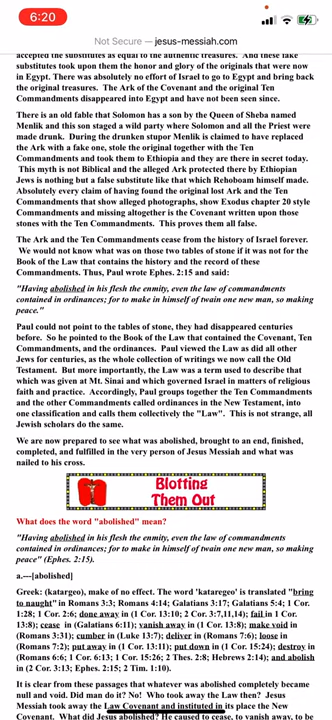 6:20
Not Secure — jesus-messiah.com
accepted the substitutes as equal to the authentic treasures. And these fake
substitutes took upon them the honor and glory of the originals that were now
in Egypt. There was absolutely no effort of Israel to go to Egypt and bring back
the original treasures. The Ark of the Covenant and the original Ten
Commandments disappeared into Egypt and have not been seen since.
There is an old fable that Solomon has a son by the Queen of Sheba named
Menlik and this son staged a wild party where Solomon and all the Priest were
made drunk. During the drunken stupor Menlik is claimed to have replaced
the Ark with a fake one, stole the original together with the Ten
Commandments and took them to Ethiopia and they are there in secret today.
This myth is not Biblical and the alleged Ark protected there by Ethiopian
Jews is nothing but a false substitute like that which Rehoboam himself made.
Absolutely every claim of having found the original lost Ark and the Ten
Commandments that show alleged photographs, show Exodus chapter 20 style
Commandments and missing altogether is the Covenant written upon those
stones with the Ten Commandments. This proves them all false.
The Ark and the Ten Commandments cease from the history of Israel forever.
We would not know what was on those two tables of stone if it was not for the
Book of the Law that contains the history and the record of these
Commandments. Thus, Paul wrote Ephes. 2:15 and said:
"Having abolished in his flesh the enmity, even the law of commandments
contained in ordinances; for to make in himself of twain one new man, so making
peace."
Paul could not point to the tables of stone, they had disappeared centuries
before. So he pointed to the Book of the Law that contained the Covenant, Ten
Commandments, and the ordinances. Paul viewed the Law as did all other
Jews for centuries, as the whole collection of writings we now call the Old
Testament. But more importantly, the Law was a term used to describe that
which was given at Mt. Sinai and which governed Israel in matters of religious
faith and practice. Accordingly, Paul groups together the Ten Commandments
and the other Commandments called ordinances in the New Testament, into
one classification and calls them collectively the "Law". This is not strange, all
Jewish scholars do the same.
We are now prepared to see what was abolished, brought to an end, finished,
completed, and fulfilled in the very person of Jesus Messiah and what was
nailed to his cross.
Blotting
Them Out
What does the word "abolished" mean?
"Having abolished in his flesh the enmity, even the law of commandments
contained in ordinances; for to make in himself of twain one new man, so making
peace" (Ephes. 2:15).
a.---[abolished]
Greek: (katargeo), make of no effect. The word 'kataregeo' is translated "bring
to naught" in Romans 3:3; Romans 4:14; Galatians 3:17; Galatians 5:4; 1 Cor.
1:28; 1 Cor. 2:6; done away in (1 Cor. 13:10; 2 Cor. 3:7,11,14); fail in 1 Cor.
13:8); cease in (Galatians 6:11); vanish away in (1 Cor. 13:8); make void in
(Romans 3:31); cumber in (Luke 13:7); deliver in (Romans 7:6); loose in
(Romans 7:2); put away in (1 Cor. 13:11); put down in (1 Cor. 15:24); destroy in
(Romans 6:6; 1 Cor. 6:13; 1 Cor. 15:26; 2 Thes. 2:8; Hebrews 2:14); and abolish
in (2 Cor. 3:13; Ephes. 2:15; 2 Tim. 1:10).
It is clear from these passages that whatever was abolished completely became
null and void. Did man do it? No! Who took away the Law then? Jesus
Messiah took away the Law Covenant and instituted in its place the New
Covenant. What did Jesus abolished? He caused to cease, to vanish away, to be